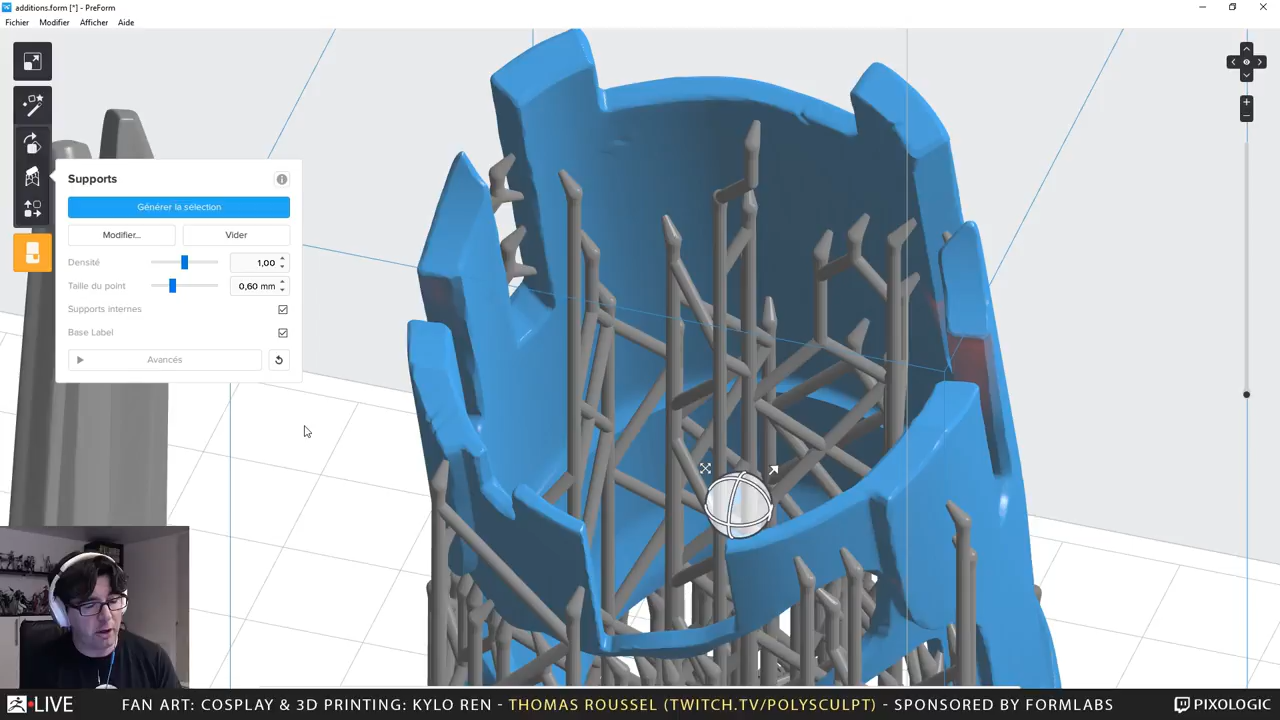 additions.form [*] - PreForm
Fichier Modifier Afficher Aide
Supports
Générer la sélection
Modifier... Vider
Densité 1,00
Taille du point 0,60 mm
Supports internes
Base Label
Avancés
LIVE FAN ART: COSPLAY & 3D PRINTING: KYLO REN - THOMAS ROUSSEL (TWITCH.TV/POLYSCULPT) - SPONSORED BY FORMLABS PIXOLOGIC